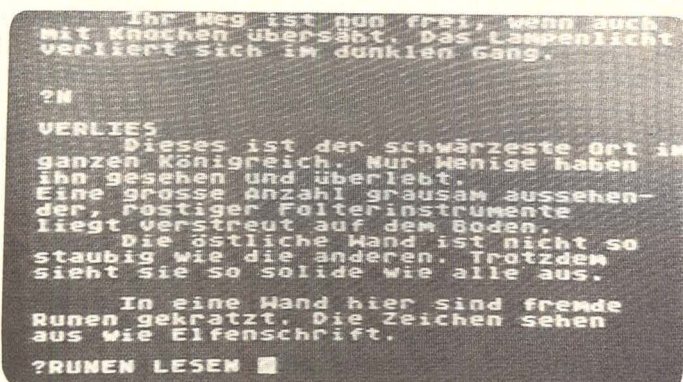 Ihr Weg ist nun frei, wenn auch
mit Knochen übersäht. Das Lampenlicht
verliert sich im dunklen Gang.
?N
VERLIES
Dieses ist der schwärzeste Ort im
ganzen Königreich. Nur Wenige haben
ihn gesehen und überlebt.
Eine grosse Anzahl grausam aussehen-
der, rostiger Folterinstrumente
liegt verstreut auf dem Boden.
Die östliche Wand ist nicht so
staubig wie die anderen. Trotzdem
sieht sie so solide wie alle aus.
In eine Wand hier sind fremde
Runen gekratzt. Die Zeichen sehen
aus wie Elfenschrift.
?RUNEN LESEN